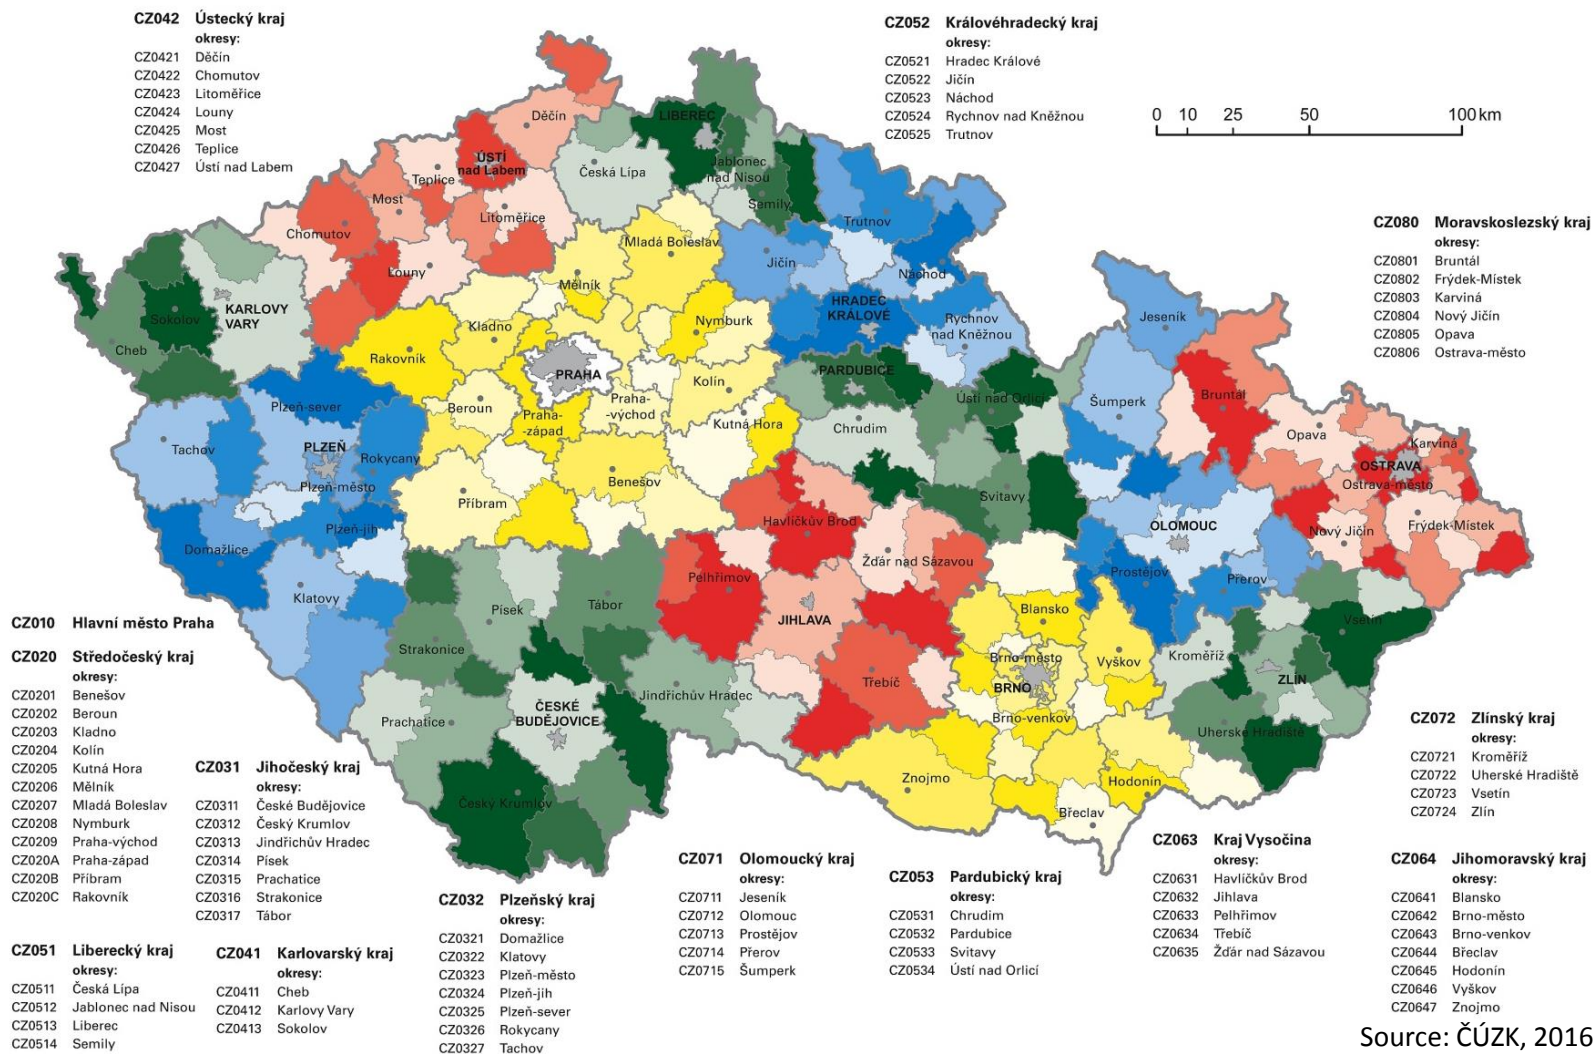 CZ042 Ústecký kraj
okresy:
CZ0421 Děčín
CZ0422 Chomutov
CZ0423 Litoměřice
CZ0424 Louny
CZ0425 Most
CZ0426 Teplice
CZ0427 Ústí nad Labem
CZ052 Královéhradecký kraj
okresy:
CZ0521 Hradec Králové
CZ0522 Jičín
CZ0523 Náchod
CZ0524 Rychnov nad Kněžnou
CZ0525 Trutnov
0 10 25 50 100 km
CZ080 Moravskoslezský kraj
okresy:
CZ0801 Bruntál
CZ0802 Frýdek-Místek
CZ0803 Karviná
CZ0804 Nový Jičín
CZ0805 Opava
CZ0806 Ostrava-město
Děčín
LIBEREC
ÚSTÍ
nad Labem
Teplice
Česká Lípa
Jablonec
nad Nisou
Semily
Most
Litoměřice
Trutnov
Chomutov
Mladá Boleslav
Louny
Jičín
Náchod
Mělník
KARLOVY
VARY
Sokolov
HRADEC
KRÁLOVÉ
Rychnov
nad Kněžnou
Jeseník
Kladno
Nymburk
Cheb
Rakovník
PRAHA
PARDUBICE
Kolín
Plzeň-sever
Beroun
Praha-
-západ
Praha-
-východ
Kutná Hora
Chrudim
Ústí nad Orlicí
Šumperk
Bruntál
Tachov
PLZEŇ
Rokycany
Plzeň-město
Opava
Karviná
OSTRAVA
Ostrava-město
Příbram
Benešov
Svitavy
Havlíčkův Brod
OLOMOUC
Nový Jičín
Frýdek-Místek
Plzeň-jih
Domažlice
Žďár nad Sázavou
Prostějov
Přerov
Pelhřimov
Klatovy
Písek
Tábor
JIHLAVA
Blansko
Vsetín
Strakonice
Brno-město
Vyškov
Kroměříž
ZLÍN
Třebíč
Jindřichův Hradec
BRNO
Prachatice
ČESKÉ
BUDĚJOVICE
Brno-venkov
Uherské Hradiště
Znojmo
Hodonín
Český Krumlov
Břeclav
CZ010 Hlavní město Praha
CZ020 Středočeský kraj
okresy:
CZ0201 Benešov
CZ0202 Beroun
CZ0203 Kladno
CZ0204 Kolín
CZ0205 Kutná Hora
CZ0206 Mělník
CZ0207 Mladá Boleslav
CZ0208 Nymburk
CZ0209 Praha-východ
CZ020A Praha-západ
CZ020B Příbram
CZ020C Rakovník
CZ031 Jihočeský kraj
okresy:
CZ0311 České Budějovice
CZ0312 Český Krumlov
CZ0313 Jindřichův Hradec
CZ0314 Písek
CZ0315 Prachatice
CZ0316 Strakonice
CZ0317 Tábor
CZ051 Liberecký kraj
okresy:
CZ0511 Česká Lípa
CZ0512 Jablonec nad Nisou
CZ0513 Liberec
CZ0514 Semily
CZ041 Karlovarský kraj
okresy:
CZ0411 Cheb
CZ0412 Karlovy Vary
CZ0413 Sokolov
CZ032 Plzeňský kraj
okresy:
CZ0321 Domažlice
CZ0322 Klatovy
CZ0323 Plzeň-město
CZ0324 Plzeň-jih
CZ0325 Plzeň-sever
CZ0326 Rokycany
CZ0327 Tachov
CZ071 Olomoucký kraj
okresy:
CZ0711 Jeseník
CZ0712 Olomouc
CZ0713 Prostějov
CZ0714 Přerov
CZ0715 Šumperk
CZ053 Pardubický kraj
okresy:
CZ0531 Chrudim
CZ0532 Pardubice
CZ0533 Svitavy
CZ0534 Ústí nad Orlicí
CZ063 Kraj Vysočina
okresy:
CZ0631 Havlíčkův Brod
CZ0632 Jihlava
CZ0633 Pelhřimov
CZ0634 Třebíč
CZ0635 Žďár nad Sázavou
CZ072 Zlínský kraj
okresy:
CZ0721 Kroměříž
CZ0722 Uherské Hradiště
CZ0723 Vsetín
CZ0724 Zlín
CZ064 Jihomoravský kraj
okresy:
CZ0641 Blansko
CZ0642 Brno-město
CZ0643 Brno-venkov
CZ0644 Břeclav
CZ0645 Hodonín
CZ0646 Vyškov
CZ0647 Znojmo
Source: ČÚZK, 2016